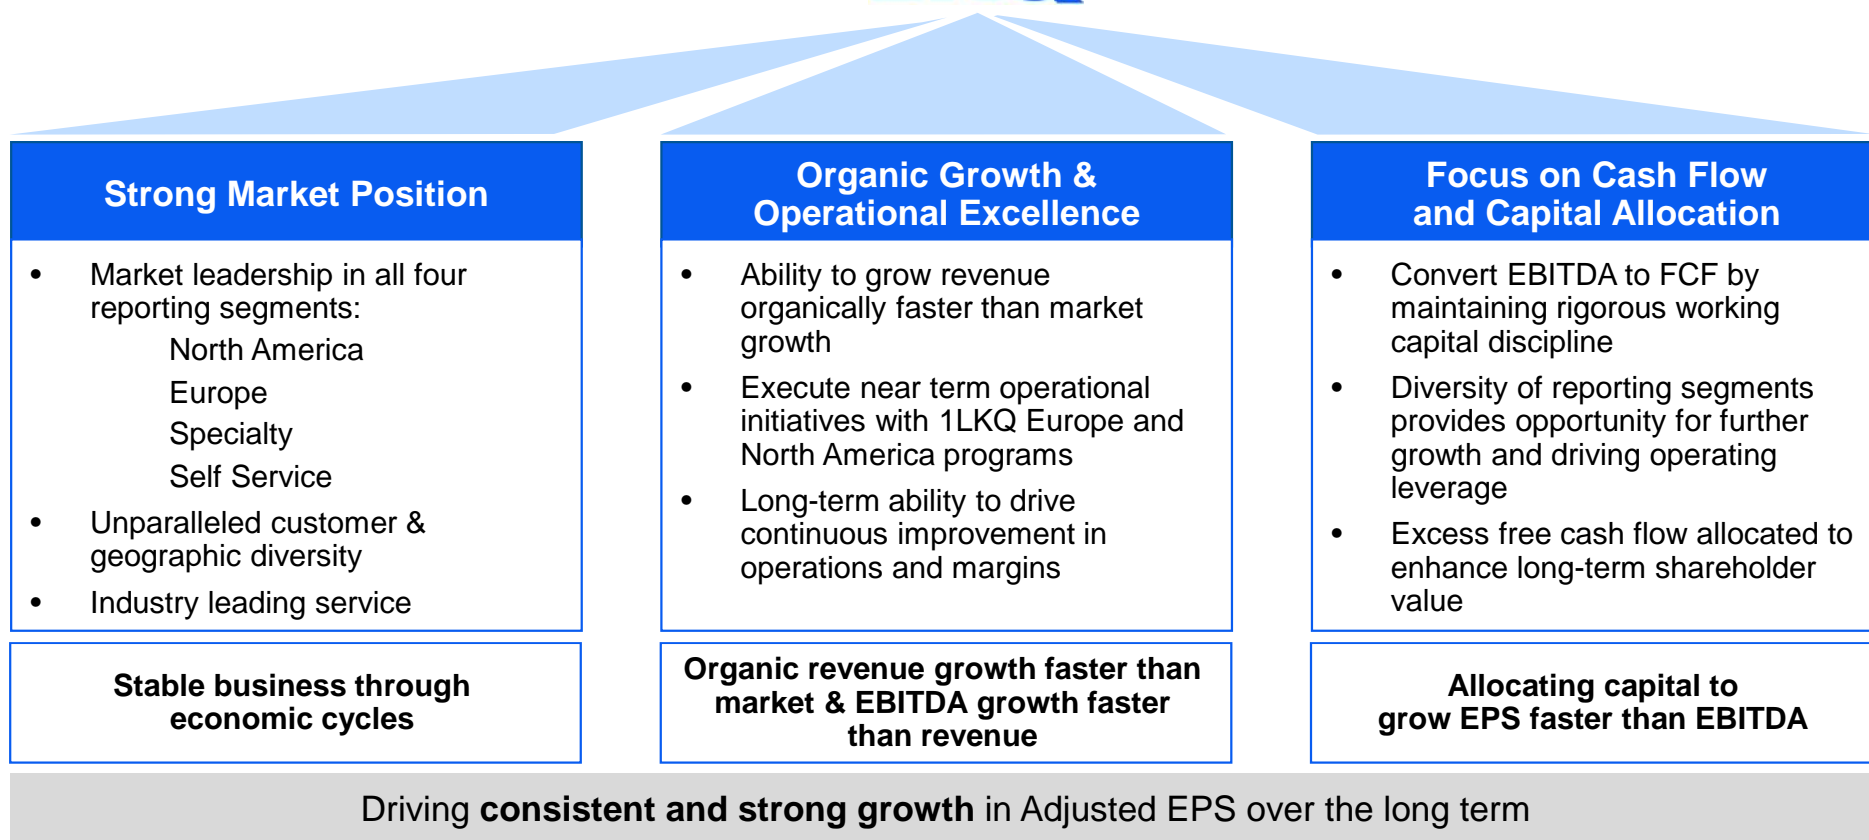 Strong Market Position
• Market leadership in all four
reporting segments:
North America
Europe
Specialty
Self Service
• Unparalleled customer &
geographic diversity
• Industry leading service
Stable business through
economic cycles
Organic Growth &
Operational Excellence
• Ability to grow revenue
organically faster than market
growth
• Execute near term operational
initiatives with 1LKQ Europe and
North America programs
• Long-term ability to drive
continuous improvement in
operations and margins
Organic revenue growth faster than
market & EBITDA growth faster
than revenue
Focus on Cash Flow
and Capital Allocation
• Convert EBITDA to FCF by
maintaining rigorous working
capital discipline
• Diversity of reporting segments
provides opportunity for further
growth and driving operating
leverage
• Excess free cash flow allocated to
enhance long-term shareholder
value
Allocating capital to
grow EPS faster than EBITDA
Driving consistent and strong growth in Adjusted EPS over the long term